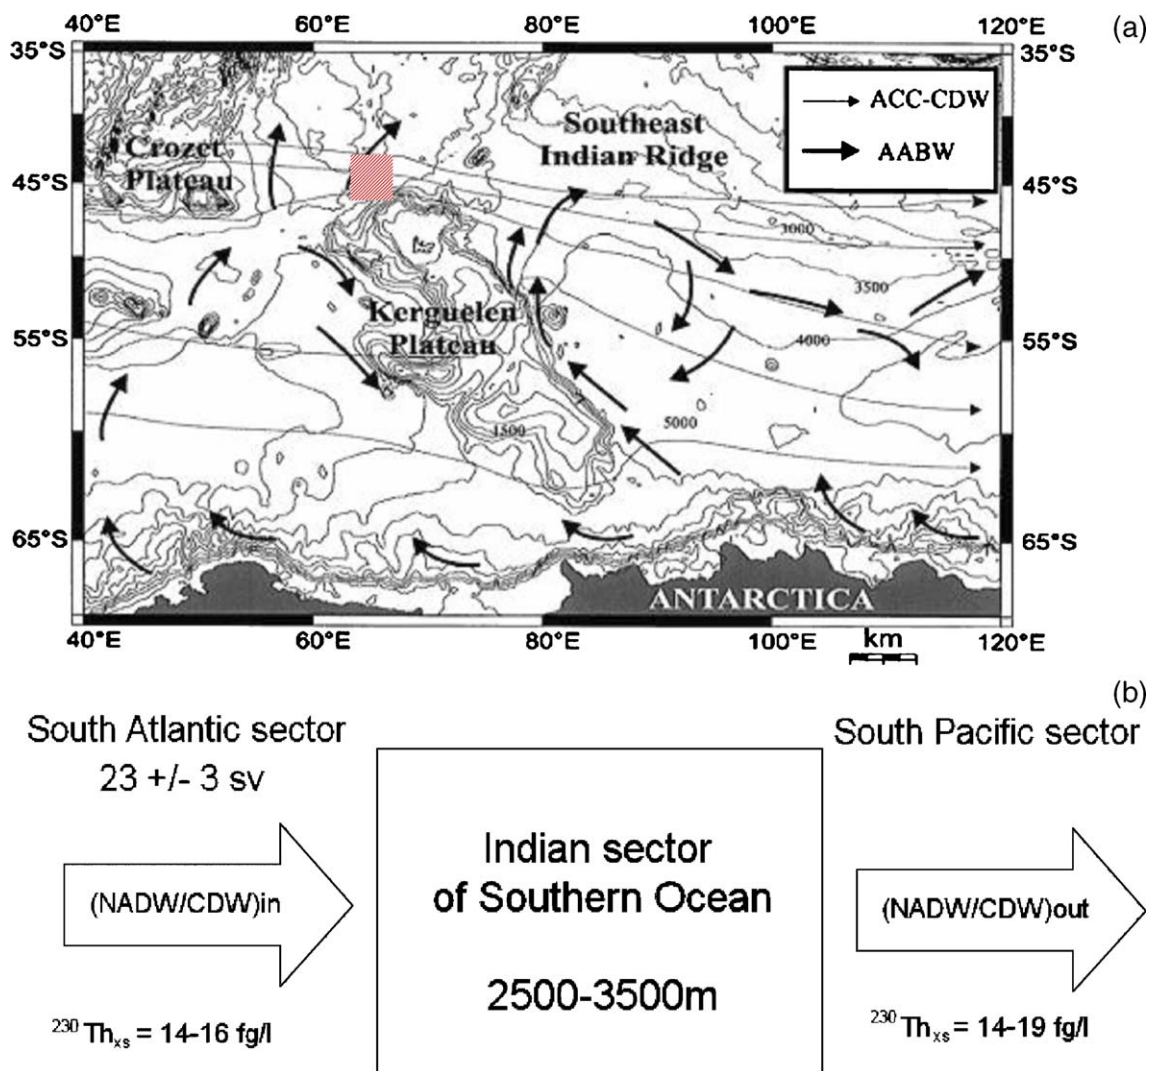 (a)
40°E 60°E 80°E 100°E 120°E
35°S 35°S
ACC-CDW
AABW
Crozet
Plateau
Southeast
Indian Ridge
45°S 45°S
3000
3500
Kerguelen
Plateau
4000
55°S 55°S
1500
5000
65°S 65°S
ANTARCTICA
40°E 60°E 80°E 100°E 120°E
km
(b)
South Atlantic sector
23 +/- 3 sv
South Pacific sector
Indian sector
of Southern Ocean
(NADW/CDW)in
(NADW/CDW)out
2500-3500m
²³⁰Thxs = 14-16 fg/l
²³⁰Thxs = 14-19 fg/l